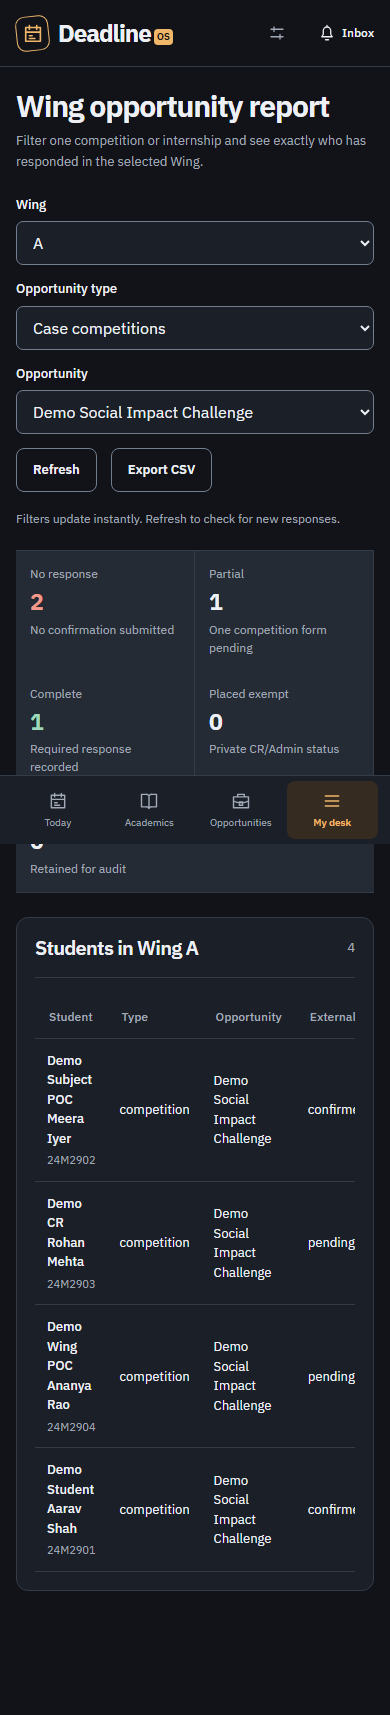 Deadline OS
Inbox
Wing opportunity report
Filter one competition or internship and see exactly who has
responded in the selected Wing.
Wing
A
Opportunity type
Case competitions
Opportunity
Demo Social Impact Challenge
Refresh
Export CSV
Filters update instantly. Refresh to check for new responses.
No response
2
No confirmation submitted
Partial
1
One competition form
pending
Complete
1
Required response
recorded
Placed exempt
0
Private CR/Admin status
Today
Academics
Opportunities
My desk
Retained for audit
Students in Wing A
4
Student Type Opportunity External
Demo
Subject
POC
Meera
Iyer
24M2902
competition
Demo
Social
Impact
Challenge
confirme
Demo
CR
Rohan
Mehta
24M2903
competition
Demo
Social
Impact
Challenge
pending
Demo
Wing
POC
Ananya
Rao
24M2904
competition
Demo
Social
Impact
Challenge
pending
Demo
Student
Aarav
Shah
24M2901
competition
Demo
Social
Impact
Challenge
confirme